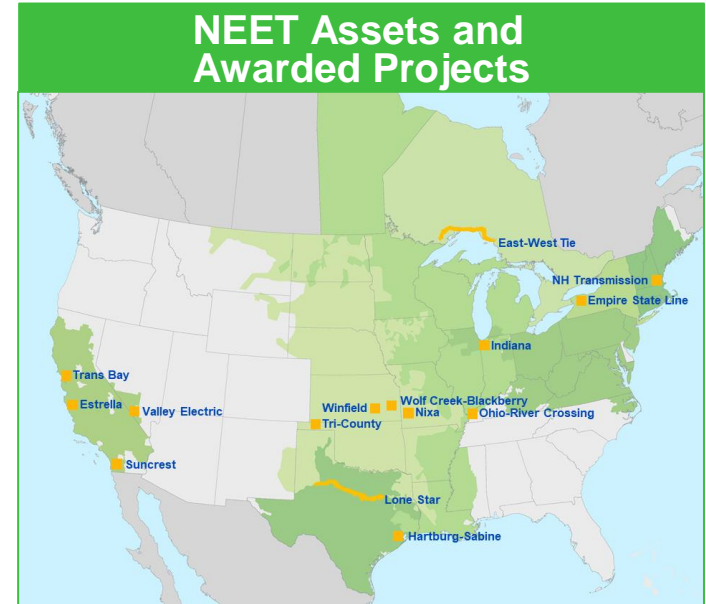 NEET Assets and
Awarded Projects
East-West Tie
NH Transmission
Empire State Line
Indiana
Trans Bay
Estrella
Valley Electric
Winfield
Wolf Creek-Blackberry
Nixa
Ohio-River Crossing
Tri-County
Suncrest
Lone Star
Hartburg-Sabine